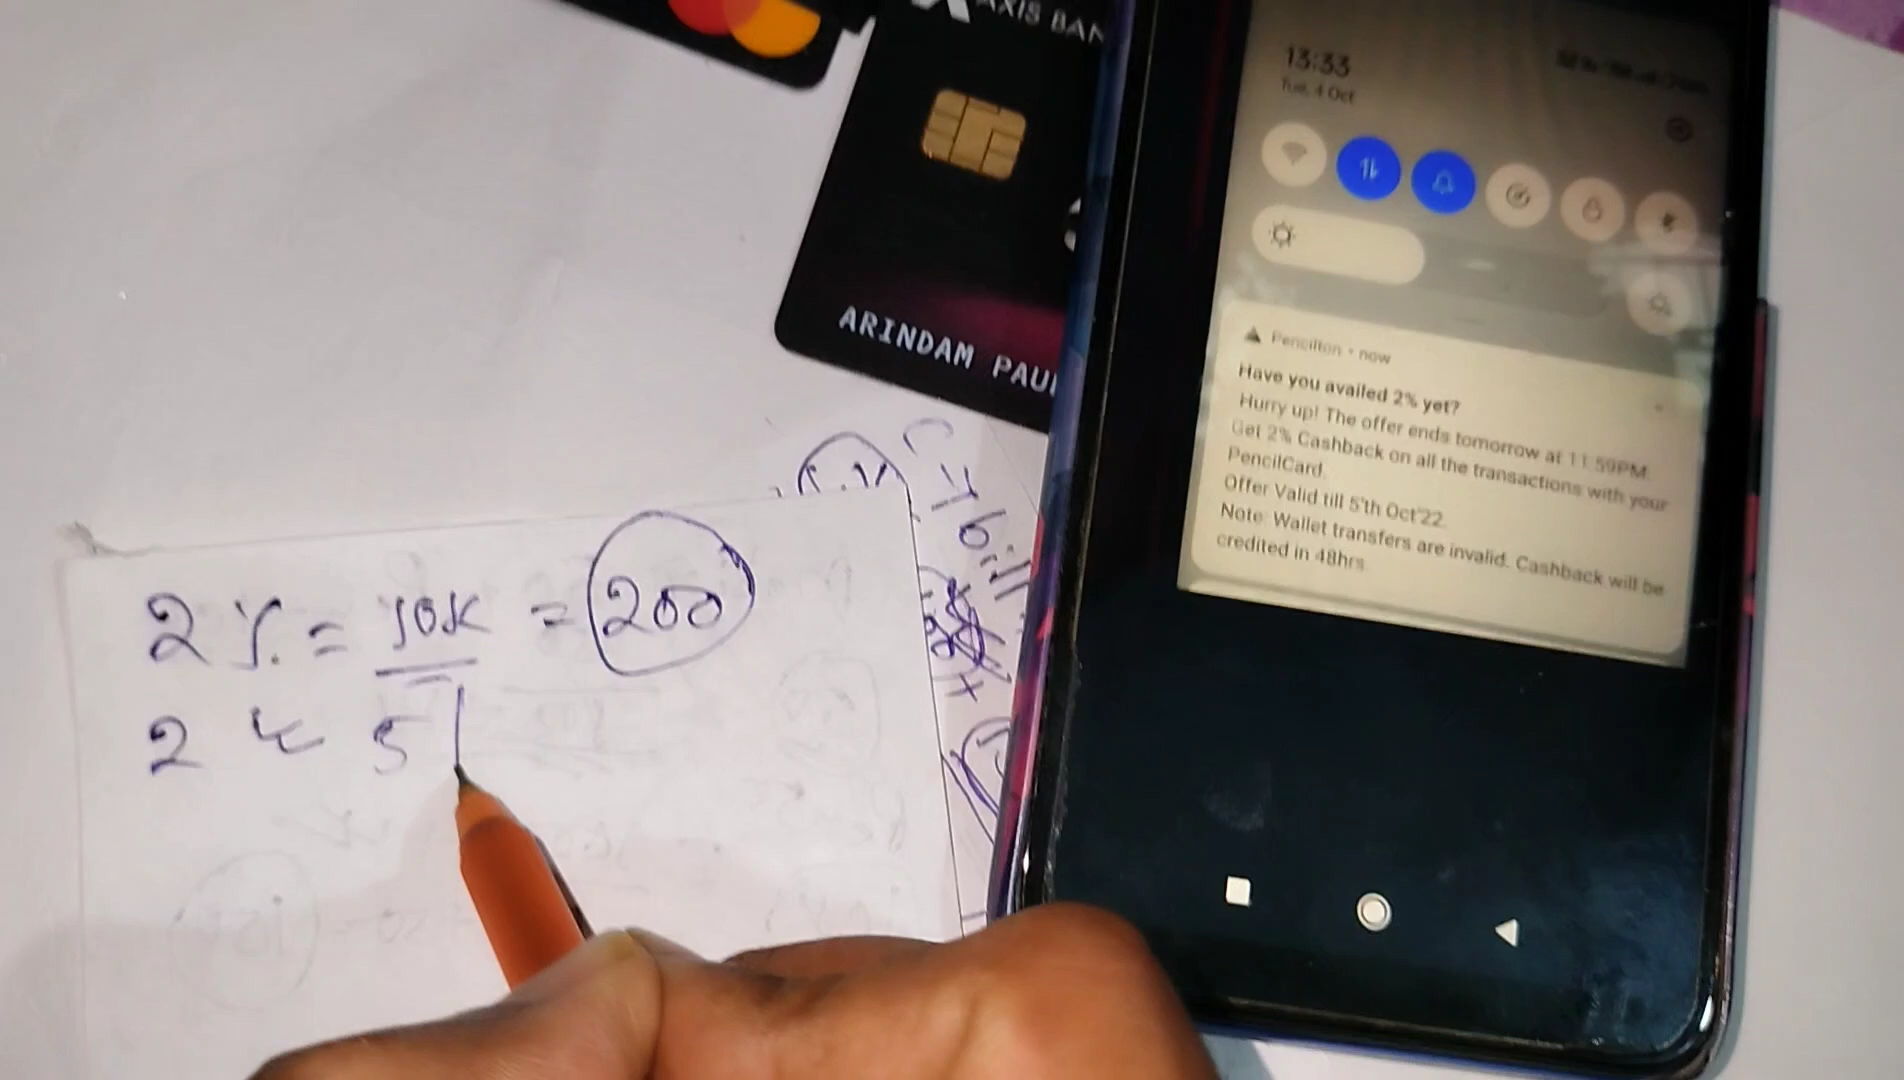 AXIS BAN
ARINDAM PAUL
13:33
Tue, 4 Oct
Pencilton • now
Have you availed 2% yet?
Hurry up! The offer ends tomorrow at 11:59PM
Get 2% Cashback on all the transactions with your
PencilCard.
Offer Valid till 5'th Oct'22.
Note: Wallet transfers are invalid. Cashback will be
credited in 48hrs
2 % = 10K = 200
2 5
bill